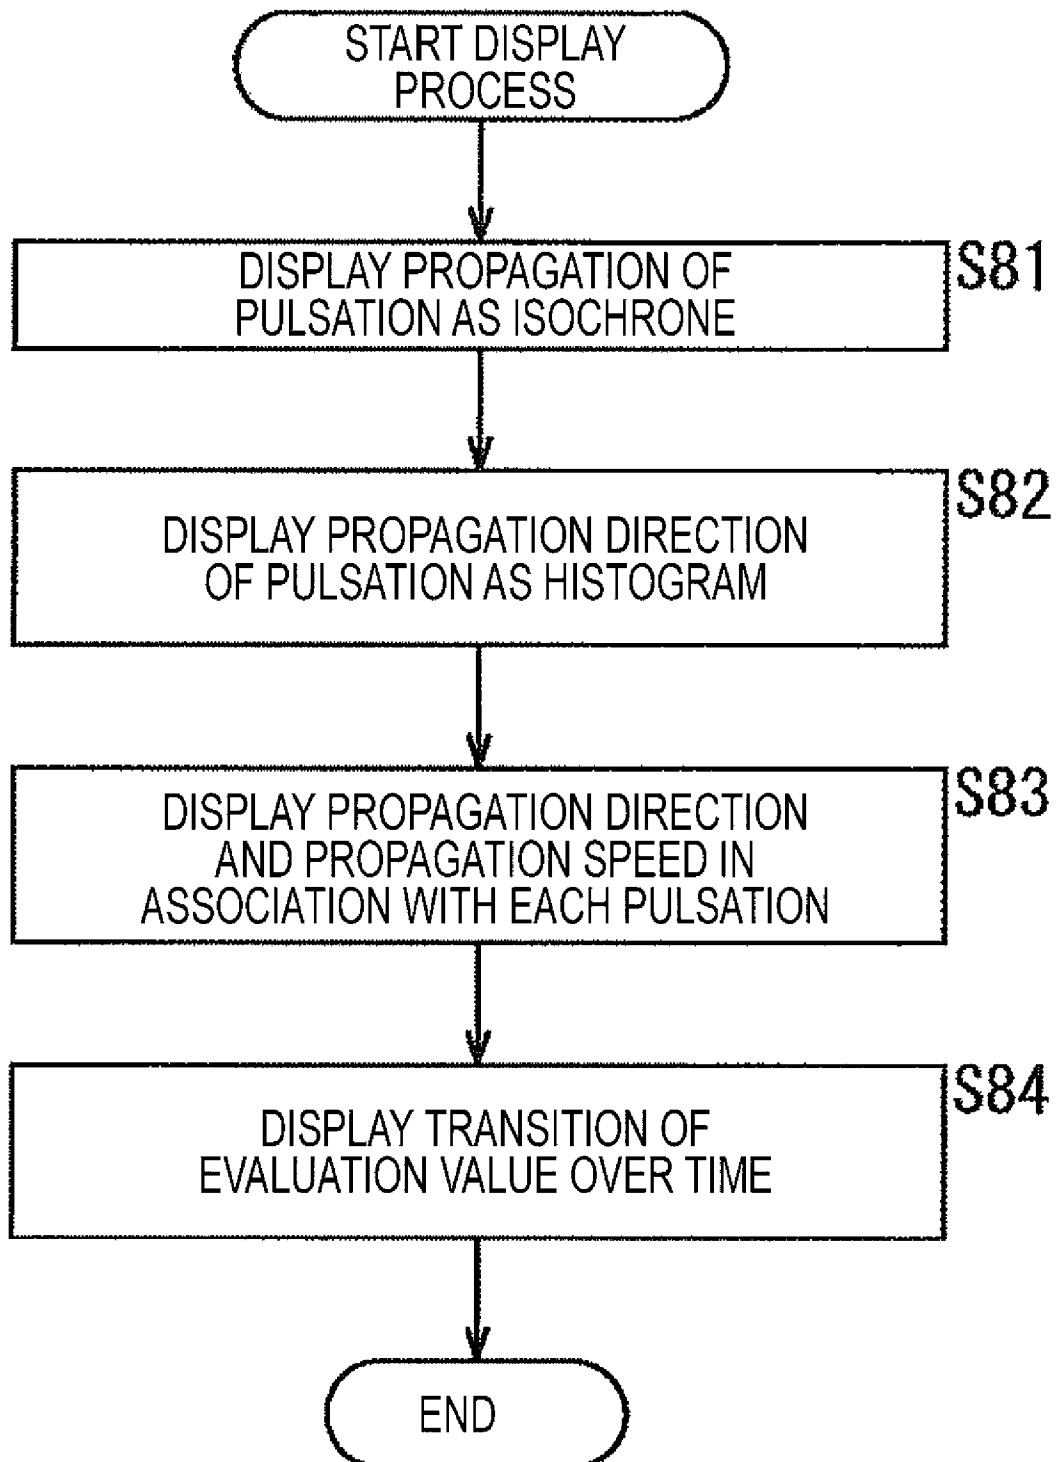 START DISPLAY
PROCESS
S81
DISPLAY PROPAGATION OF
PULSATION AS ISOCHRONE
S82
DISPLAY PROPAGATION DIRECTION
OF PULSATION AS HISTOGRAM
S83
DISPLAY PROPAGATION DIRECTION
AND PROPAGATION SPEED IN
ASSOCIATION WITH EACH PULSATION
S84
DISPLAY TRANSITION OF
EVALUATION VALUE OVER TIME
END